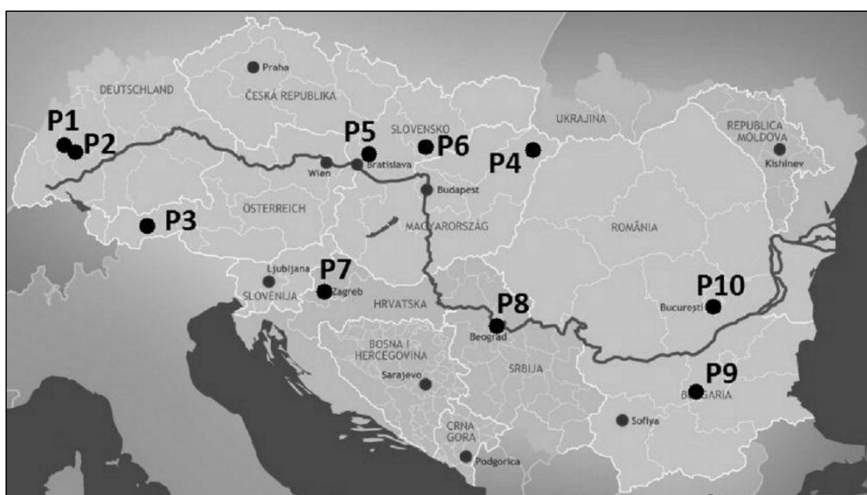 Praha
DEUTSCHLAND
ČESKÁ REPUBLIKA
UKRAJINA
P1
P2
P5
SLOVENSKO
P6
P4
REPUBLICA
MOLDOVA
Kishinev
Wien
Bratislava
Budapest
P3
ÖSTERREICH
MAGYARORSZÁG
ROMÂNIA
Ljubljana
SLOVENIJA
P7
Zagreb
HRVATSKA
P8
Beograd
P10
București
BOSNA I
HERCEGOVINA
Sarajevo
SRBIJA
P9
BULGARIA
Sofiya
CRNA
GORA
Podgorica